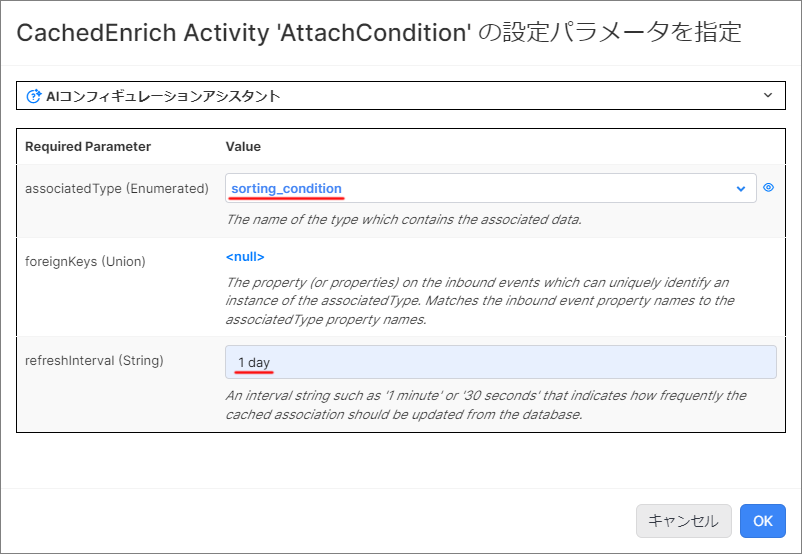 CachedEnrich Activity 'AttachCondition' の設定パラメータを指定
AIコンフィギュレーションアシスタント
Required Parameter Value
associatedType (Enumerated) sorting_condition
The name of the type which contains the associated data.
foreignKeys (Union) <null>
The property (or properties) on the inbound events which can uniquely identify an
instance of the associatedType. Matches the inbound event property names to the
associatedType property names.
refreshInterval (String) 1 day
An interval string such as '1 minute' or '30 seconds' that indicates how frequently the
cached association should be updated from the database.
キャンセル OK